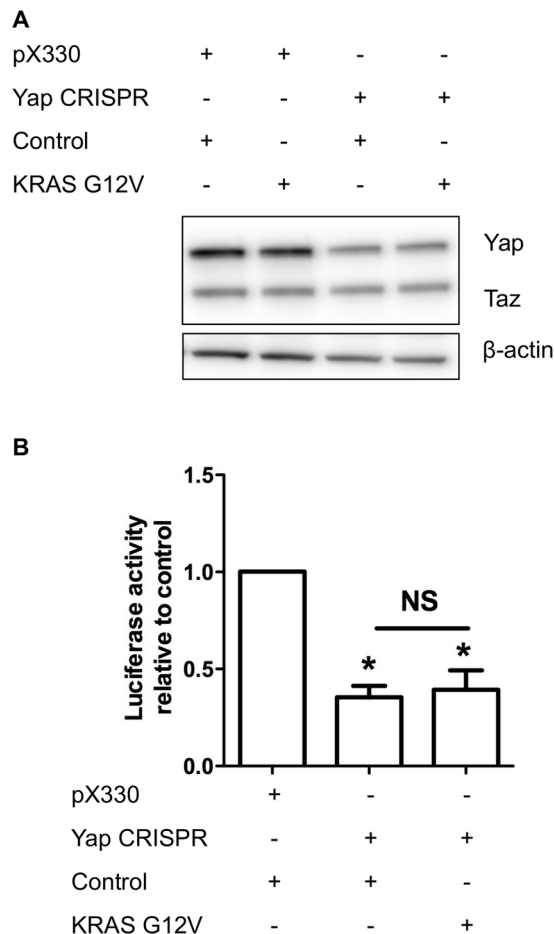 A
pX330 + + - -
Yap CRISPR - - + +
Control + - + -
KRAS G12V - + - +
Yap
Taz
β-actin
B
1.5
1.0
0.5
0.0
Luciferase activity
relative to control
NS
* *
pX330 + - -
Yap CRISPR - + +
Control + + -
KRAS G12V - - +